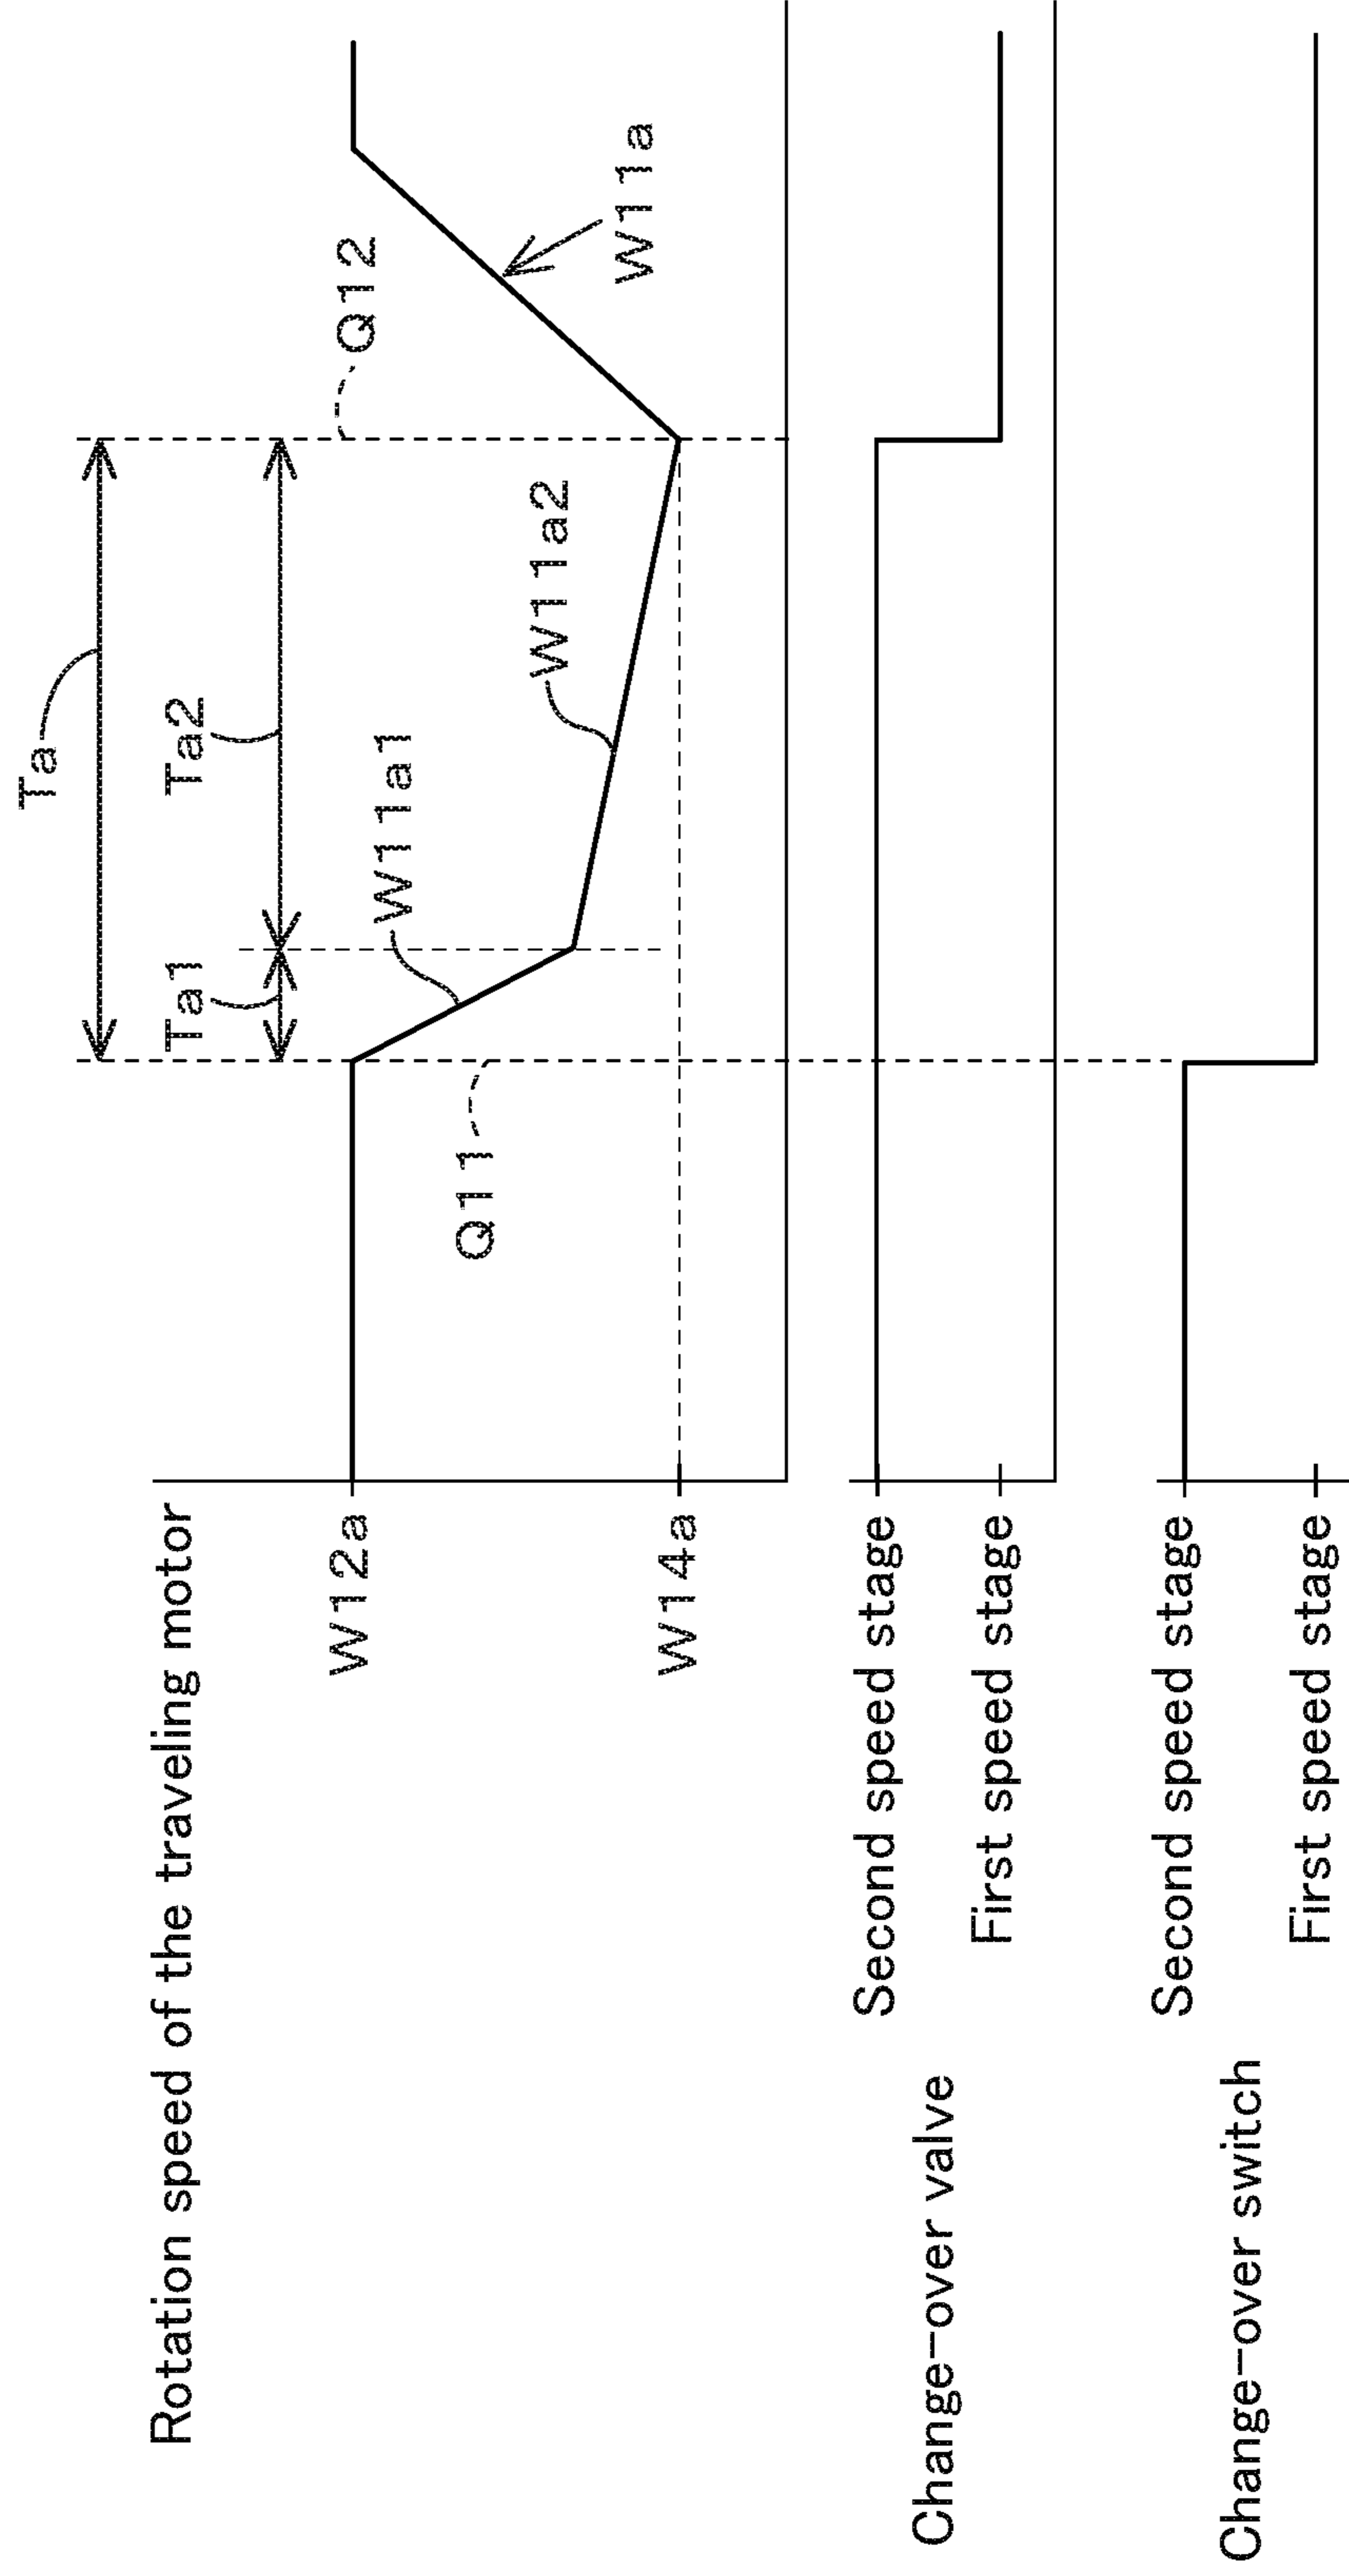 Ta
Ta1
Ta2
Rotation speed of the traveling motor
W12a
Q12
W11a1
Q11
W11a2
W11a
W14a
Change-over valve
Second speed stage
First speed stage
Change-over switch
Second speed stage
First speed stage